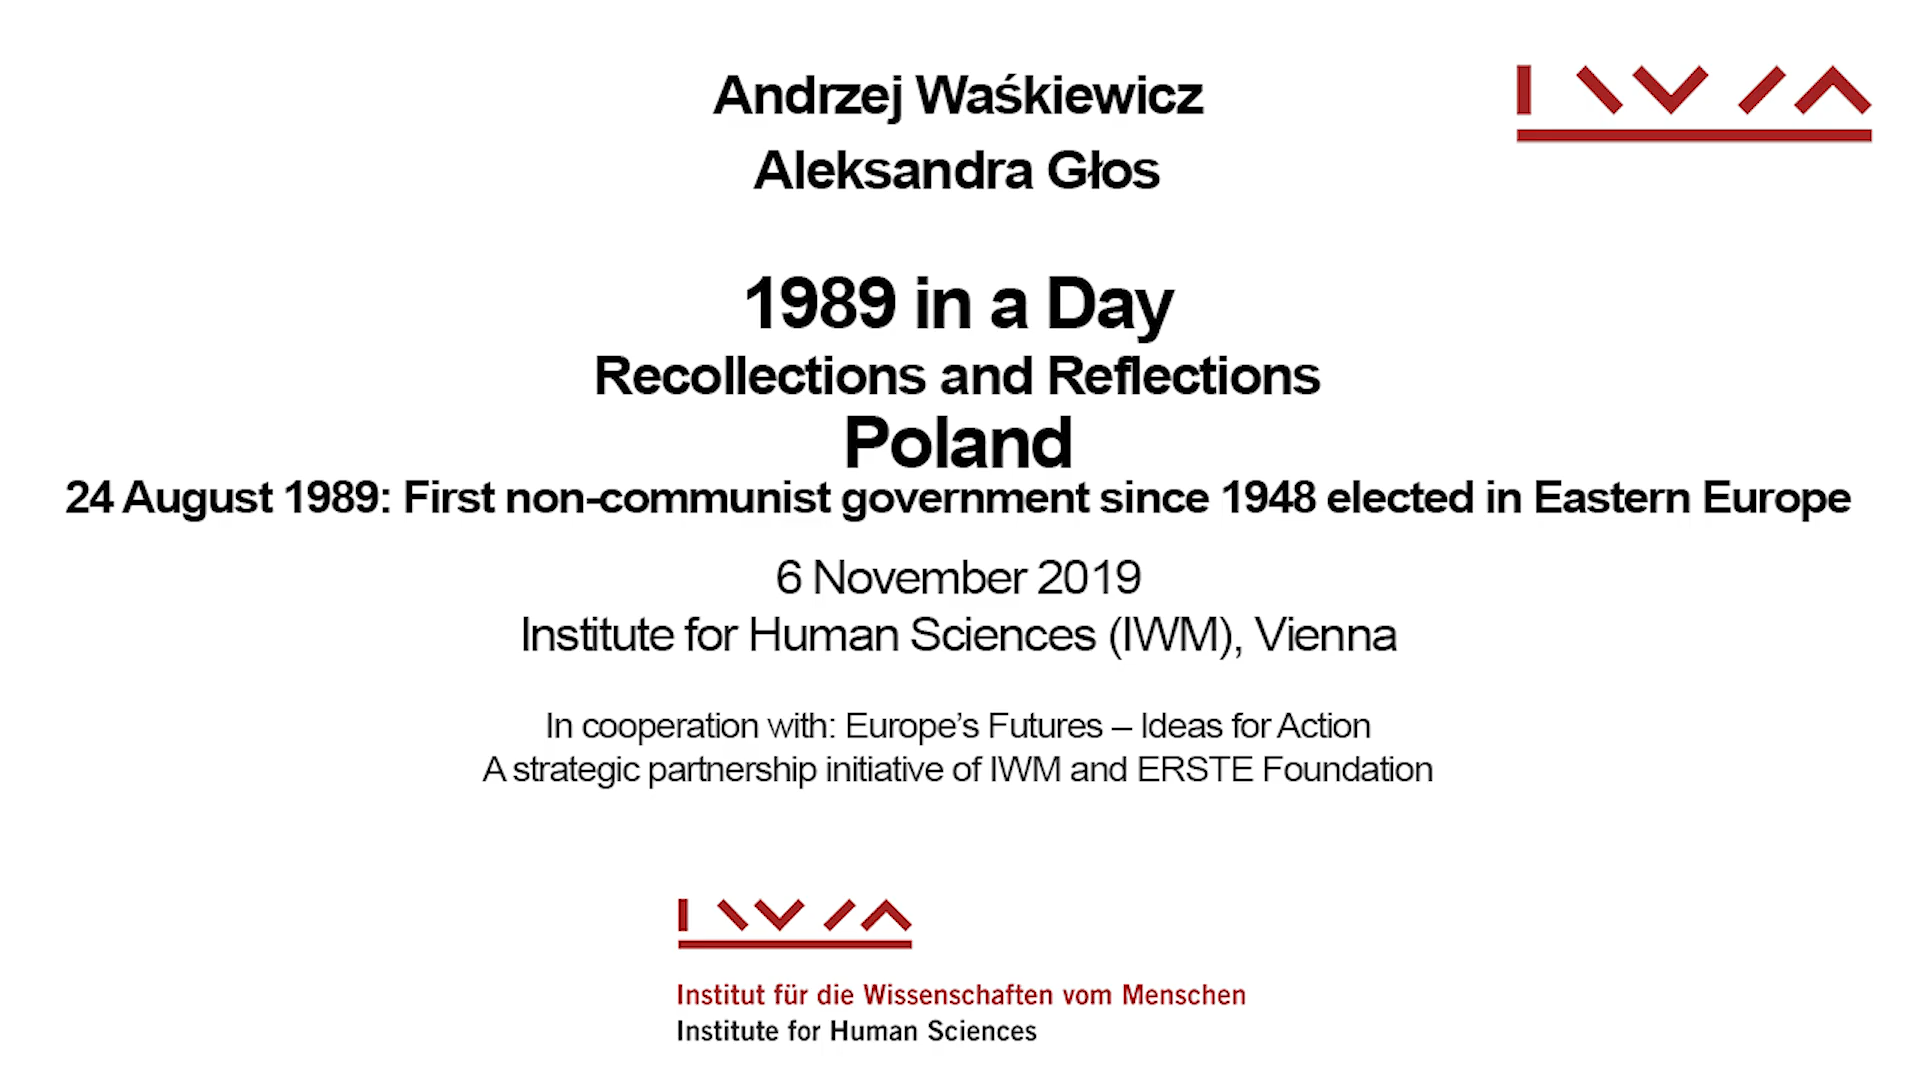 Andrzej Waśkiewicz
Aleksandra Głos
1989 in a Day
Recollections and Reflections
Poland
24 August 1989: First non-communist government since 1948 elected in Eastern Europe
6 November 2019
Institute for Human Sciences (IWM), Vienna
In cooperation with: Europe’s Futures – Ideas for Action
A strategic partnership initiative of IWM and ERSTE Foundation
Institut für die Wissenschaften vom Menschen
Institute for Human Sciences